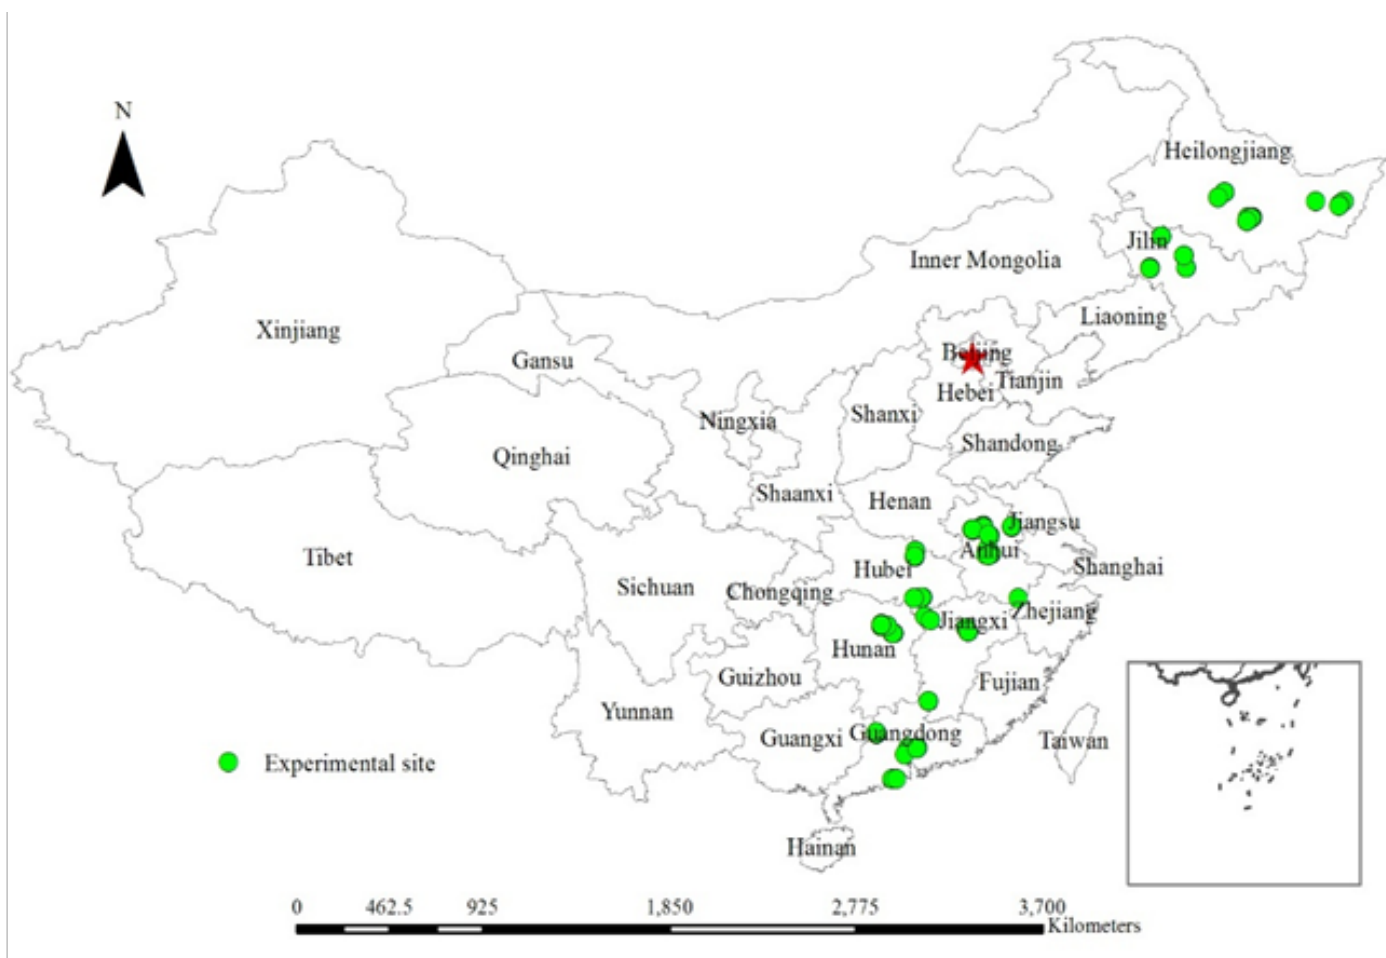 N
Heilongjiang
Jilin
Inner Mongolia
Liaoning
Xinjiang
Gansu
Beijing
Tianjin
Hebei
Shanxi
Ningxia
Shandong
Qinghai
Shaanxi
Henan
Jiangsu
Anhui
Tibet
Hubei
Shanghai
Sichuan
Chongqing
Zhejiang
Jiangxi
Hunan
Guizhou
Fujian
Yunnan
Guangxi
Guangdong
Taiwan
Experimental site
Hainan
0 462.5 925 1,850 2,775 3,700
Kilometers